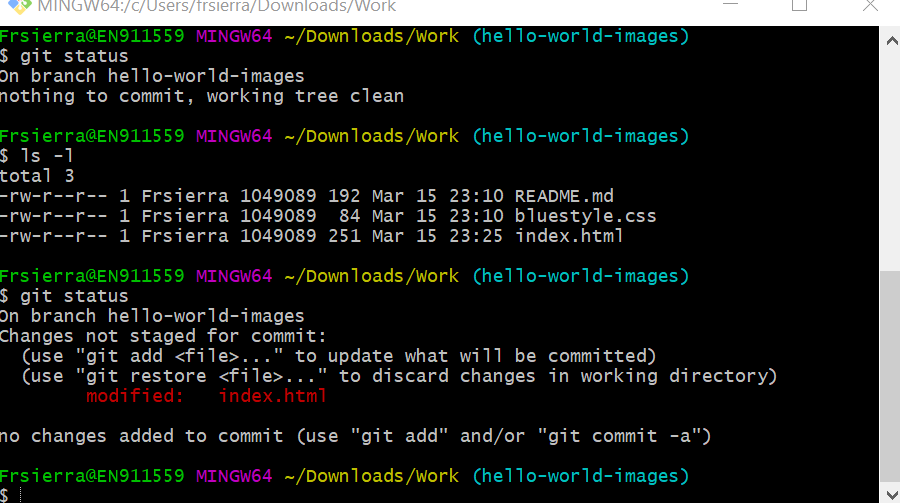 MINGW64:/c/Users/frsierra/Downloads/Work
Frsierra@EN911559 MINGW64 ~/Downloads/Work (hello-world-images)
$ git status
On branch hello-world-images
nothing to commit, working tree clean
Frsierra@EN911559 MINGW64 ~/Downloads/Work (hello-world-images)
$ ls -l
total 3
-rw-r--r-- 1 Frsierra 1049089 192 Mar 15 23:10 README.md
-rw-r--r-- 1 Frsierra 1049089  84 Mar 15 23:10 bluestyle.css
-rw-r--r-- 1 Frsierra 1049089 251 Mar 15 23:25 index.html
Frsierra@EN911559 MINGW64 ~/Downloads/Work (hello-world-images)
$ git status
On branch hello-world-images
Changes not staged for commit:
  (use "git add <file>..." to update what will be committed)
  (use "git restore <file>..." to discard changes in working directory)
        modified:   index.html
no changes added to commit (use "git add" and/or "git commit -a")
Frsierra@EN911559 MINGW64 ~/Downloads/Work (hello-world-images)
$